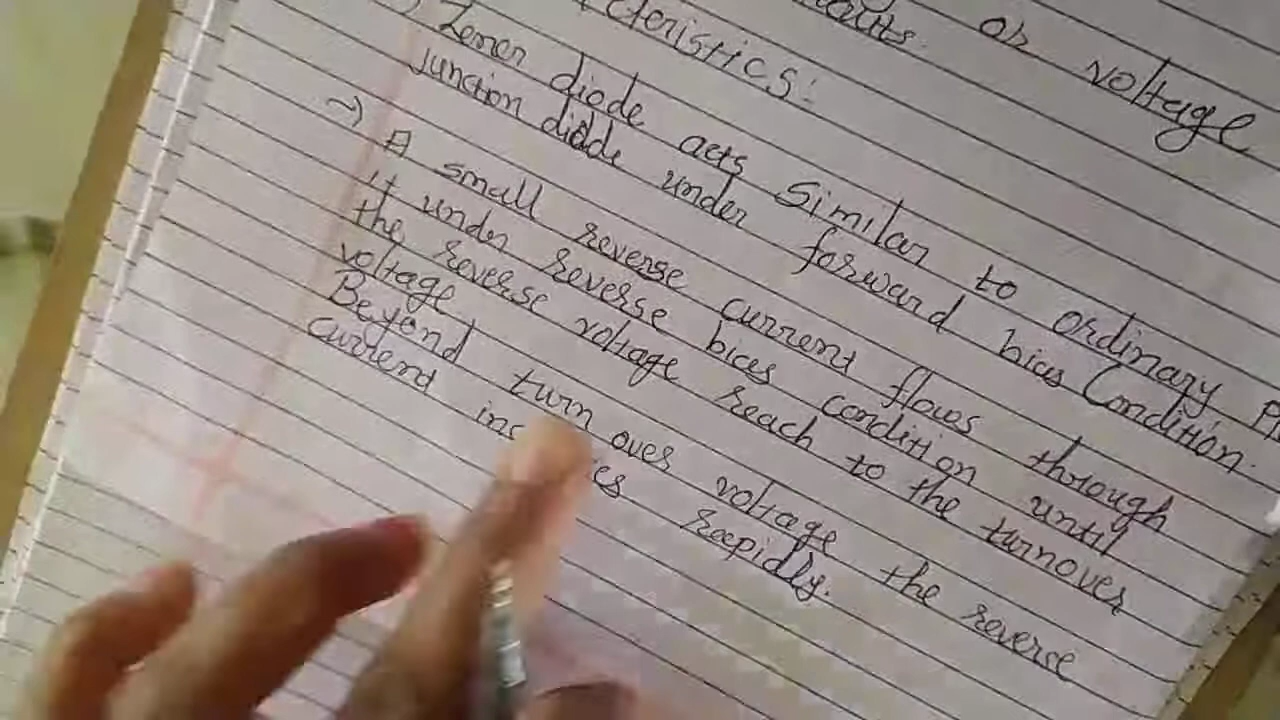 or voltage
cteristics:
Zener diode acts Similar to ordinary
junction diode under forward bias Condition.
→) A small reverse current flows through
it under reverse bias condition until
the reverse voltage reach to the turnover
voltage
Beyond turn over voltage the reverse
current rapidly.